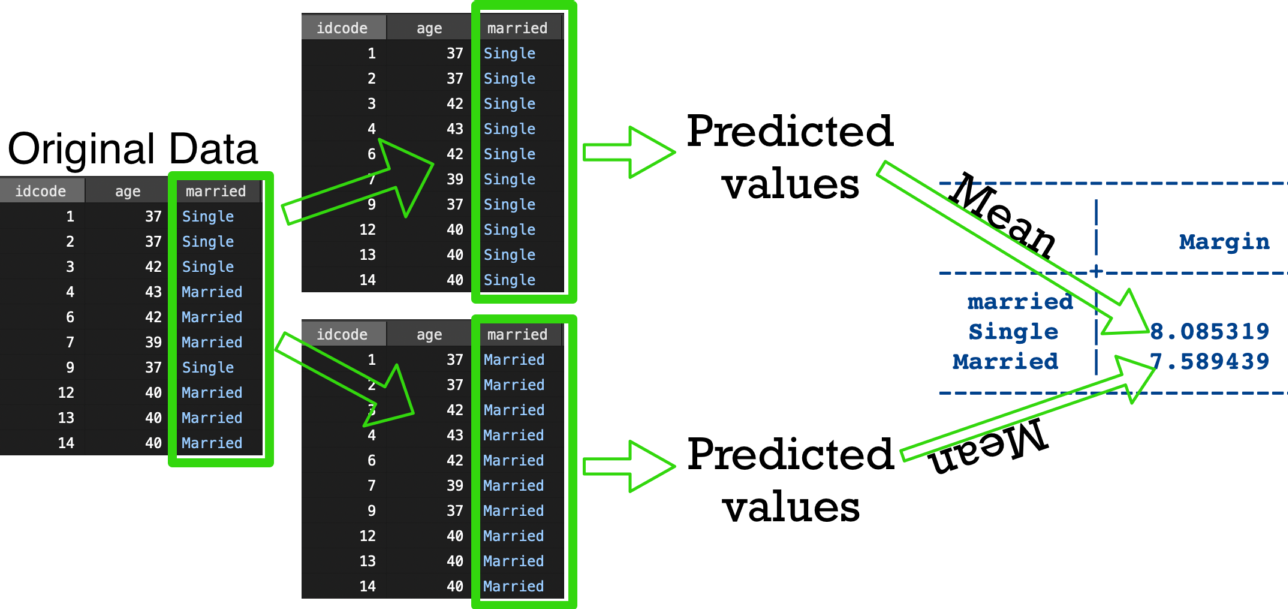 Original Data
idcode age married
1 37 Single
2 37 Single
3 42 Single
4 43 Married
6 42 Married
7 39 Married
9 37 Single
12 40 Married
13 40 Married
14 40 Married
idcode age married
1 37 Single
2 37 Single
3 42 Single
4 43 Single
6 42 Single
7 39 Single
9 37 Single
12 40 Single
13 40 Single
14 40 Single
idcode age married
1 37 Married
2 37 Married
3 42 Married
4 43 Married
6 42 Married
7 39 Married
9 37 Married
12 40 Married
13 40 Married
14 40 Married
Predicted
values
Predicted
values
Mean
Mean
Margin
married
Single 8.085319
Married 7.589439